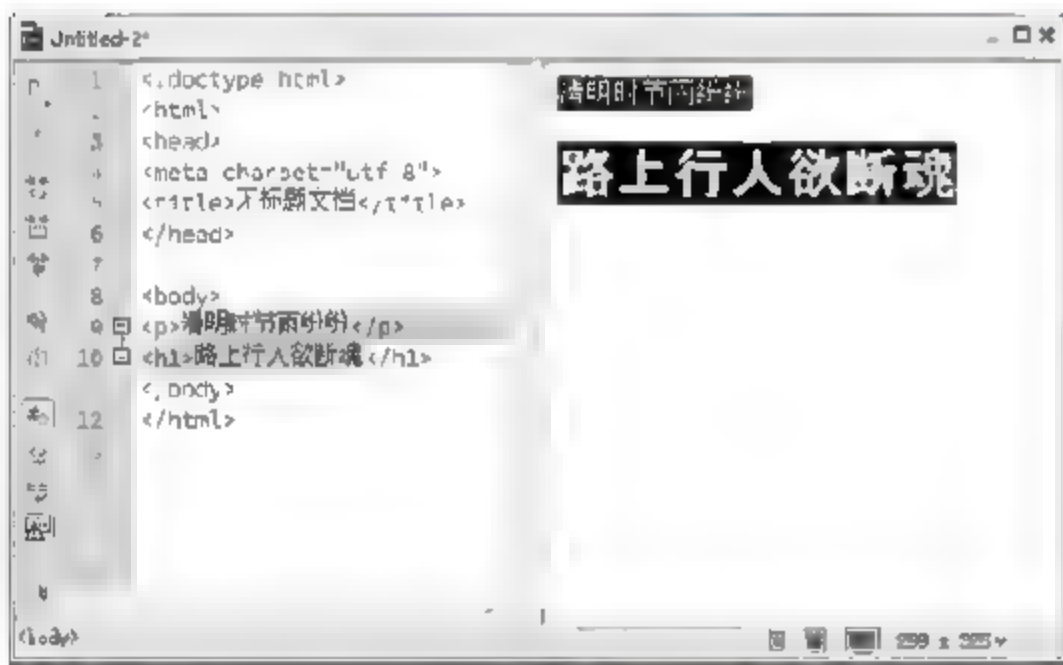 Untitled-2*
1 <!doctype html>
<html>
3 <head>
4 <meta charset="utf-8">
5 <title>无标题文档</title>
6 </head>
7
8 <body>
9 <p>清明时节雨纷纷</p>
10 <h1>路上行人欲断魂</h1>
</body>
12 </html>
清明时节雨纷纷
路上行人欲断魂
<body>